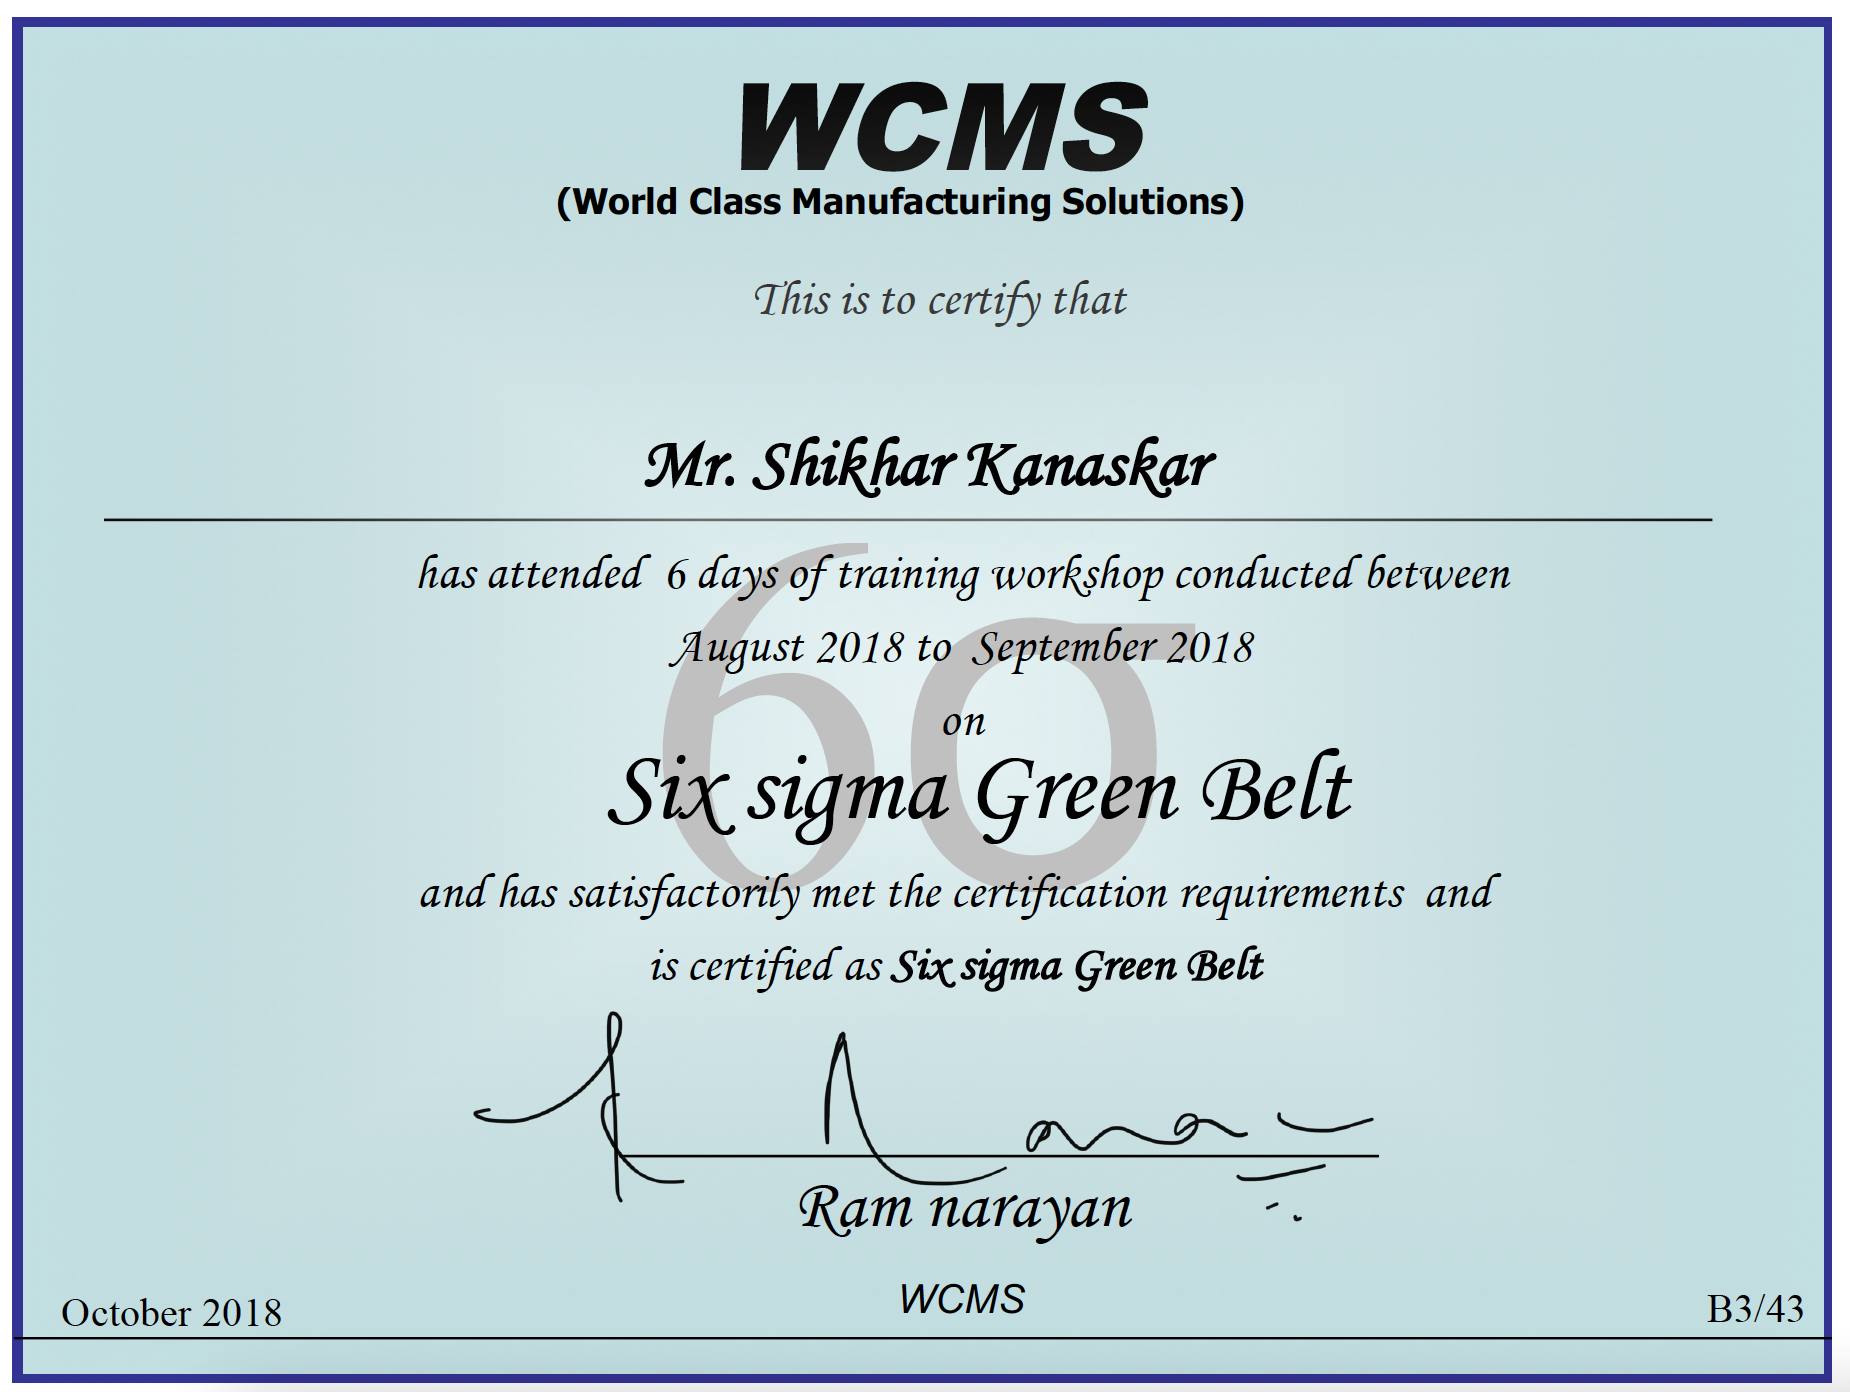 WCMS
(World Class Manufacturing Solutions)
This is to certify that
Mr. Shikhar Kanaskar
has attended 6 days of training workshop conducted between
August 2018 to September 2018
on
6σ
Six sigma Green Belt
and has satisfactorily met the certification requirements and
is certified as Six sigma Green Belt
Ram narayan
WCMS
October 2018
B3/43